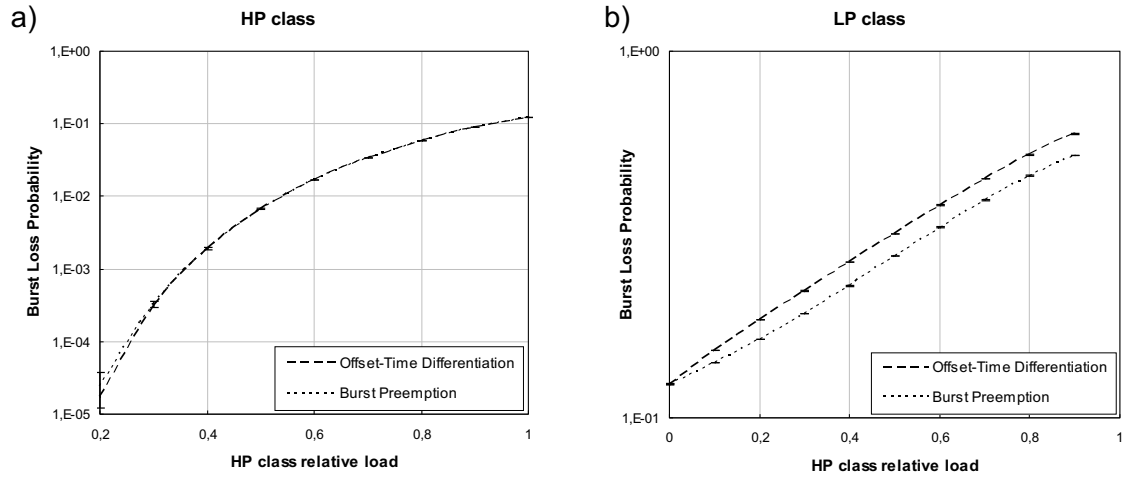 a)
HP class
1,E+00
1,E-01
1,E-02
1,E-03
1,E-04
1,E-05
Burst Loss Probability
0,2
0,4
0,6
0,8
1
HP class relative load
Offset-Time Differentiation
Burst Preemption
b)
LP class
1,E+00
1,E-01
Burst Loss Probability
0
0,2
0,4
0,6
0,8
1
HP class relative load
Offset-Time Differentiation
Burst Preemption